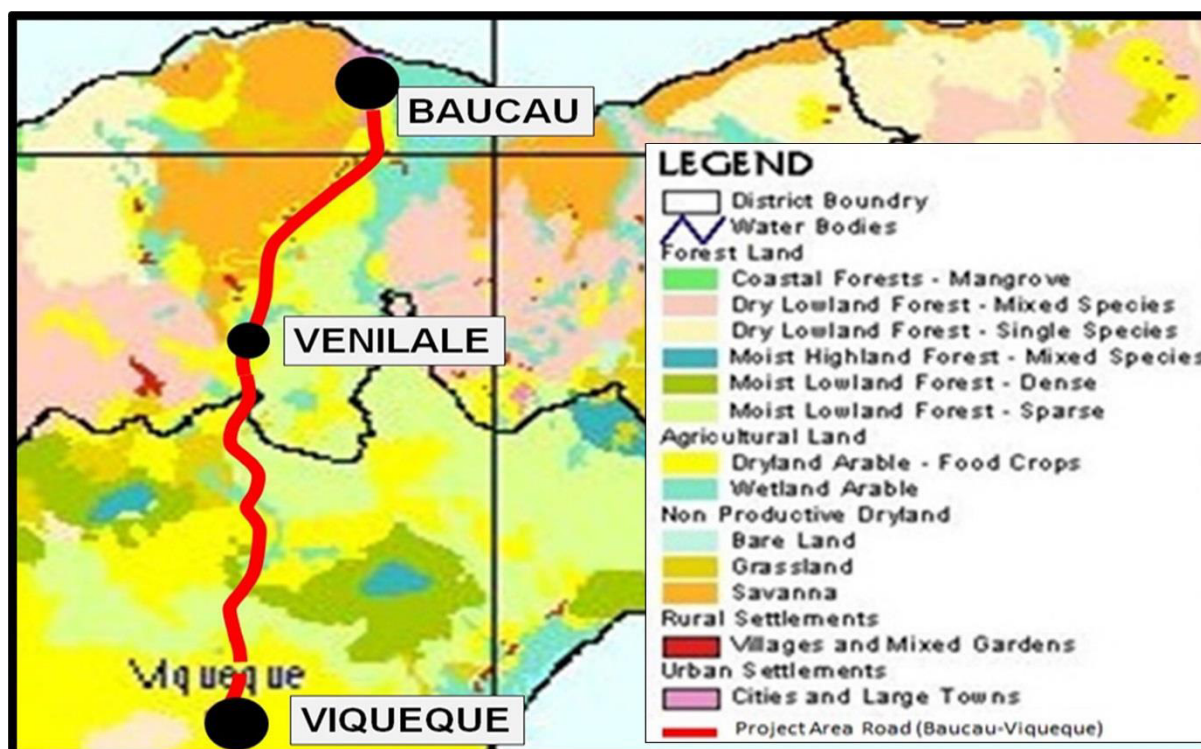 BAUCAU
VENILALE
Viqueque
VIQUEQUE
LEGEND
District Boundry
Water Bodies
Forest Land
Coastal Forests - Mangrove
Dry Lowland Forest - Mixed Species
Dry Lowland Forest - Single Species
Moist Highland Forest - Mixed Species
Moist Lowland Forest - Dense
Moist Lowland Forest - Sparse
Agricultural Land
Dryland Arable - Food Crops
Wetland Arable
Non Productive Dryland
Bare Land
Grassland
Savanna
Rural Settlements
Villages and Mixed Gardens
Urban Settlements
Cities and Large Towns
Project Area Road (Baucau-Viqueque)